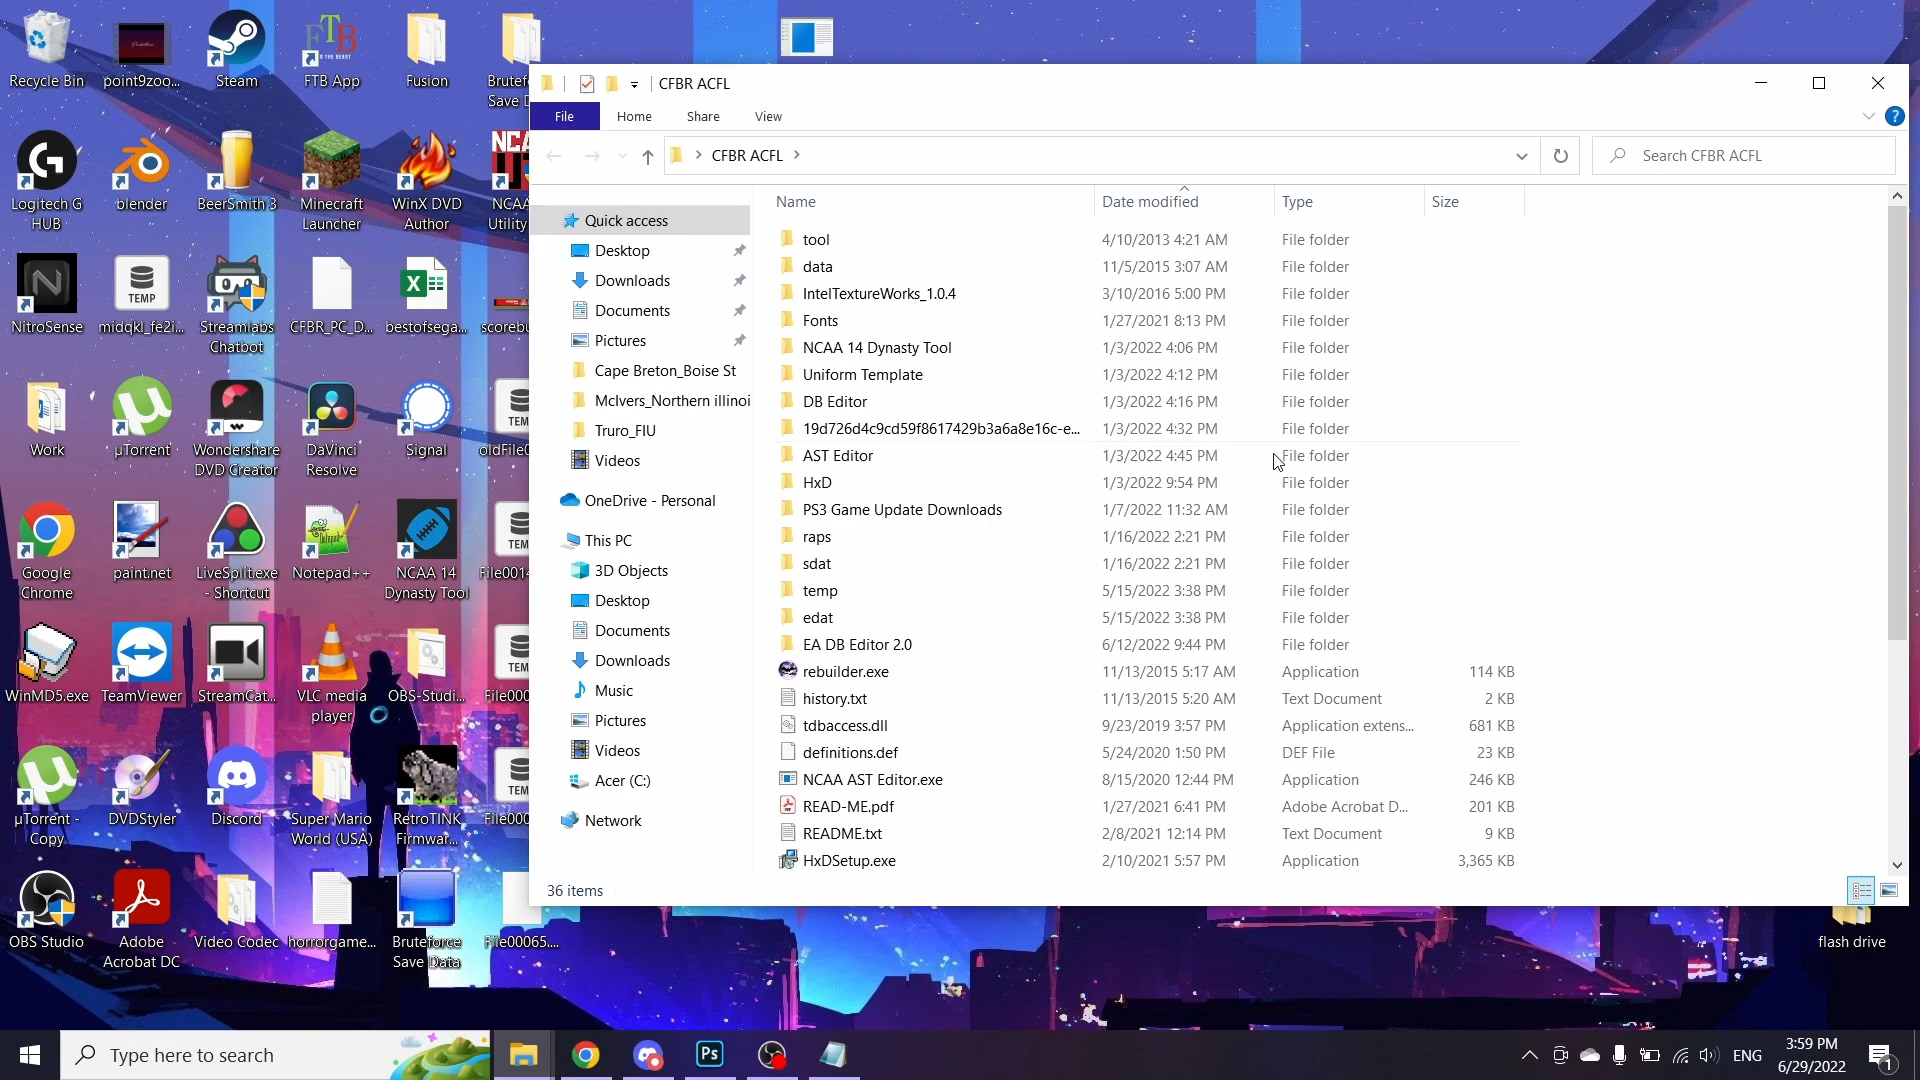 CFBR ACFL
File
Home
Share
View
CFBR ACFL
Search CFBR ACFL
Name
Date modified
Type
Size
Quick access
Desktop
Downloads
Documents
Pictures
Cape Breton_Boise St
McIvers_Northern illinoi
Truro_FIU
Videos
OneDrive - Personal
This PC
3D Objects
Desktop
Documents
Downloads
Music
Pictures
Videos
Acer (C:)
Network
tool 4/10/2013 4:21 AM File folder
data 11/5/2015 3:07 AM File folder
IntelTextureWorks_1.0.4 3/10/2016 5:00 PM File folder
Fonts 1/27/2021 8:13 PM File folder
NCAA 14 Dynasty Tool 1/3/2022 4:06 PM File folder
Uniform Template 1/3/2022 4:12 PM File folder
DB Editor 1/3/2022 4:16 PM File folder
19d726d4c9cd59f8617429b3a6a8e16c-e... 1/3/2022 4:32 PM File folder
AST Editor 1/3/2022 4:45 PM File folder
HxD 1/3/2022 9:54 PM File folder
PS3 Game Update Downloads 1/7/2022 11:32 AM File folder
raps 1/16/2022 2:21 PM File folder
sdat 1/16/2022 2:21 PM File folder
temp 5/15/2022 3:38 PM File folder
edat 5/15/2022 3:38 PM File folder
EA DB Editor 2.0 6/12/2022 9:44 PM File folder
rebuilder.exe 11/13/2015 5:17 AM Application 114 KB
history.txt 11/13/2015 5:20 AM Text Document 2 KB
tdbaccess.dll 9/23/2019 3:57 PM Application extens... 681 KB
definitions.def 5/24/2020 1:50 PM DEF File 23 KB
NCAA AST Editor.exe 8/15/2020 12:44 PM Application 246 KB
READ-ME.pdf 1/27/2021 6:41 PM Adobe Acrobat D... 201 KB
README.txt 2/8/2021 12:14 PM Text Document 9 KB
HxDSetup.exe 2/10/2021 5:57 PM Application 3,365 KB
36 items
Recycle Bin
point9zoo...
Steam
FTB App
Fusion
Brutef
Save D
Logitech G
HUB
blender
BeerSmith 3
Minecraft
Launcher
WinX DVD
Author
NCAA
Utility
NitroSense
TEMP
midqkl_fe2i...
Streamlabs
Chatbot
CFBR_PC_D...
bestofsega...
scorebu
Work
µTorrent
Wondershare
DVD Creator
DaVinci
Resolve
Signal
TEM
oldFile0
Google
Chrome
paint.net
LiveSplit.exe
- Shortcut
Notepad++
NCAA 14
Dynasty Tool
TEM
File0014
WinMD5.exe
TeamViewer
StreamCat...
VLC media
player
OBS-Studi...
TEM
File000
µTorrent -
Copy
DVDStyler
Discord
Super Mario
World (USA)
RetroTINK
Firmwar...
TEM
File000
OBS Studio
Adobe
Acrobat DC
Video Codec
horrorgame...
Bruteforce
Save Data
File00065....
flash drive
Type here to search
Ps
ENG
3:59 PM
6/29/2022
1